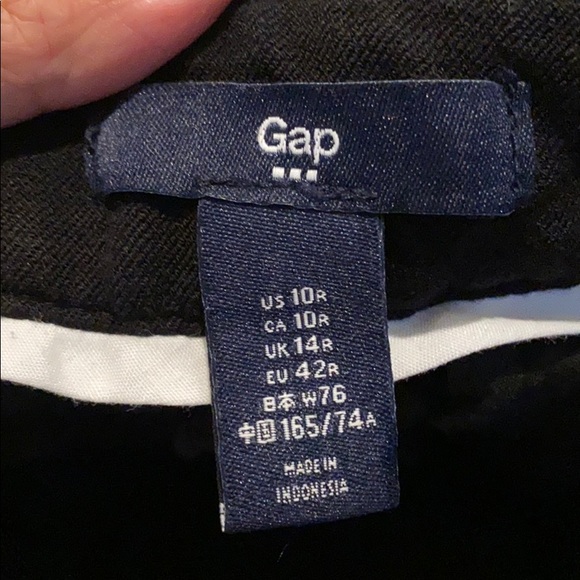 Gap
US 10R
CA 10R
UK 14R
EU 42R
日本 W76
中国 165/74A
MADE IN
INDONESIA